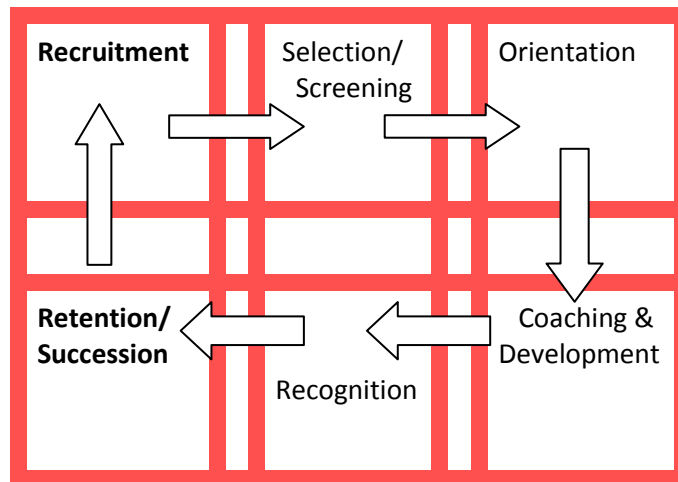 Recruitment
Selection/
Screening
Orientation
Retention/
Succession
Recognition
Coaching &
Development